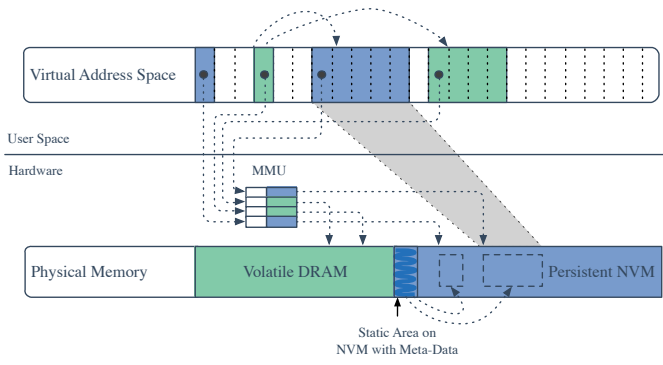 Virtual Address Space
User Space
Hardware
MMU
Physical Memory
Volatile DRAM
Persistent NVM
Static Area on
NVM with Meta-Data